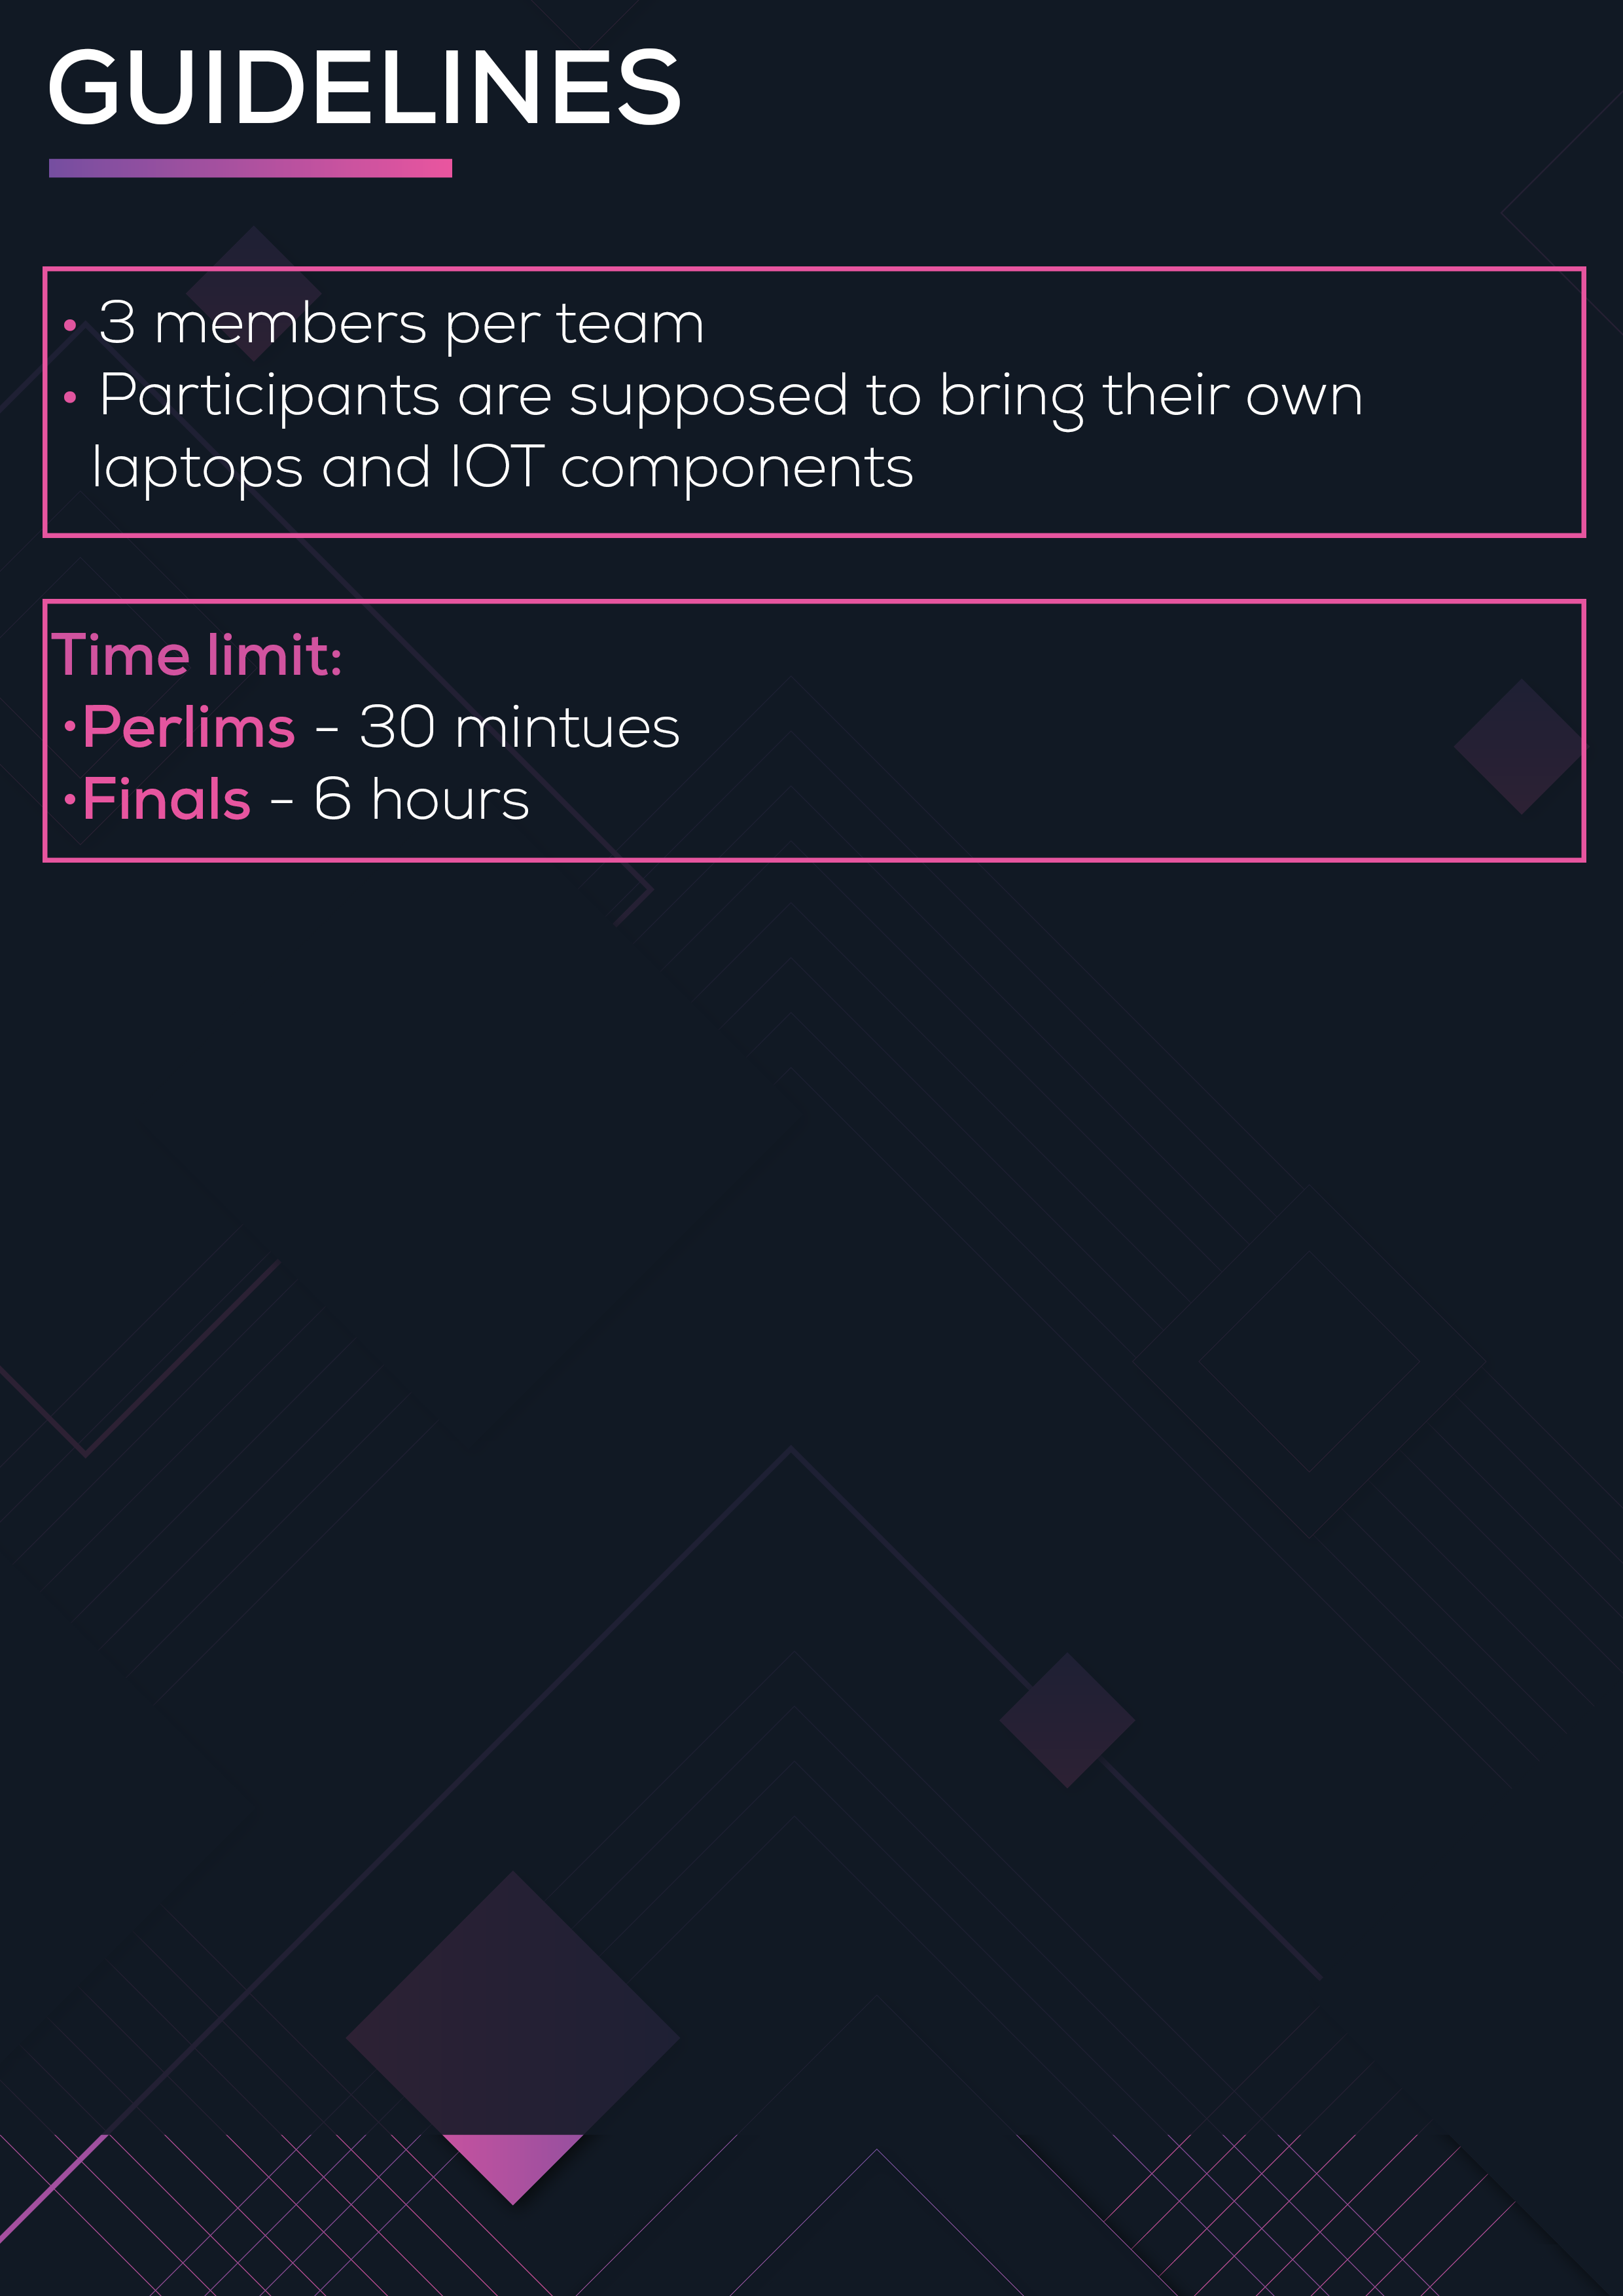 GUIDELINES
• 3 members per team
• Participants are supposed to bring their own
laptops and IOT components
Time limit:
•Perlims - 30 mintues
•Finals - 6 hours